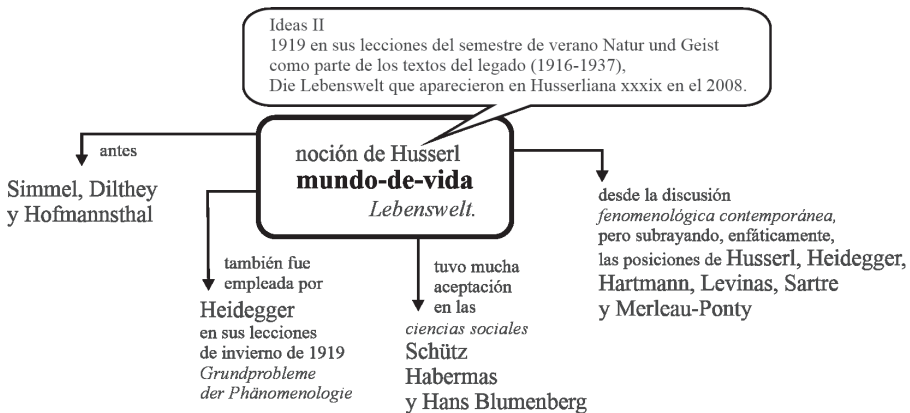 Ideas II
1919 en sus lecciones del semestre de verano Natur und Geist
como parte de los textos del legado (1916-1937),
Die Lebenswelt que aparecieron en Husserliana xxxix en el 2008.
noción de Husserl
mundo-de-vida
Lebenswelt.
antes
Simmel, Dilthey
y Hofmannsthal
también fue
empleada por
Heidegger
en sus lecciones
de invierno de 1919
Grundprobleme
der Phänomenologie
tuvo mucha
aceptación
en las
ciencias sociales
Schütz
Habermas
y Hans Blumenberg
desde la discusión
fenomenológica contemporánea,
pero subrayando, enfáticamente,
las posiciones de Husserl, Heidegger,
Hartmann, Levinas, Sartre
y Merleau-Ponty